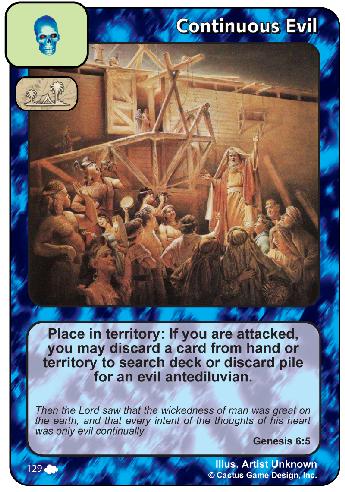 Continuous Evil
Place in territory: If you are attacked,
you may discard a card from hand or
territory to search deck or discard pile
for an evil antediluvian.
Then the Lord saw that the wickedness of man was great on
the earth, and that every intent of the thoughts of his heart
was only evil continually.
Genesis 6:5
Illus. Artist Unknown
129 © Cactus Game Design, Inc.